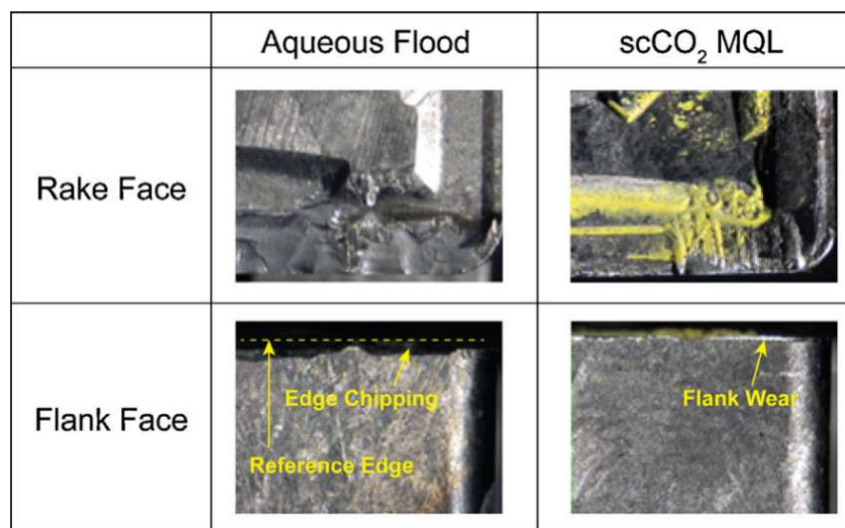 Aqueous Flood
scCO₂ MQL
Rake Face
Flank Face
Edge Chipping
Reference Edge
Flank Wear